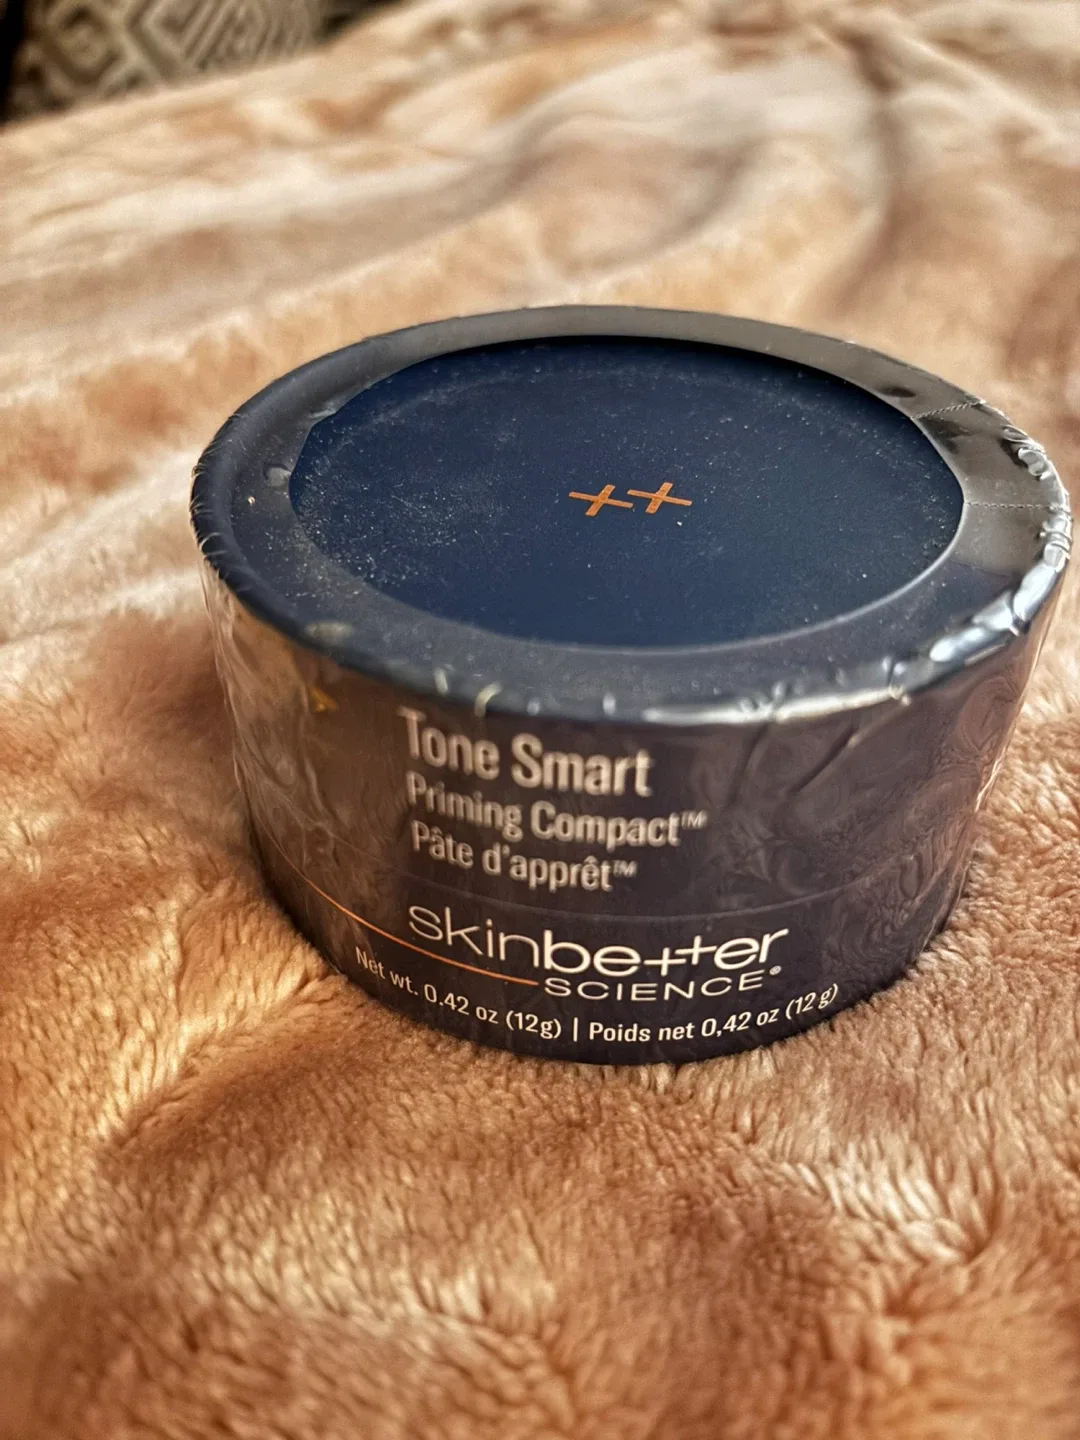 Tone Smart
Priming Compact™
Pâte d'apprêt™
skinbetter
SCIENCE®
Net wt. 0.42 oz (12g) | Poids net 0,42 oz (12 g)